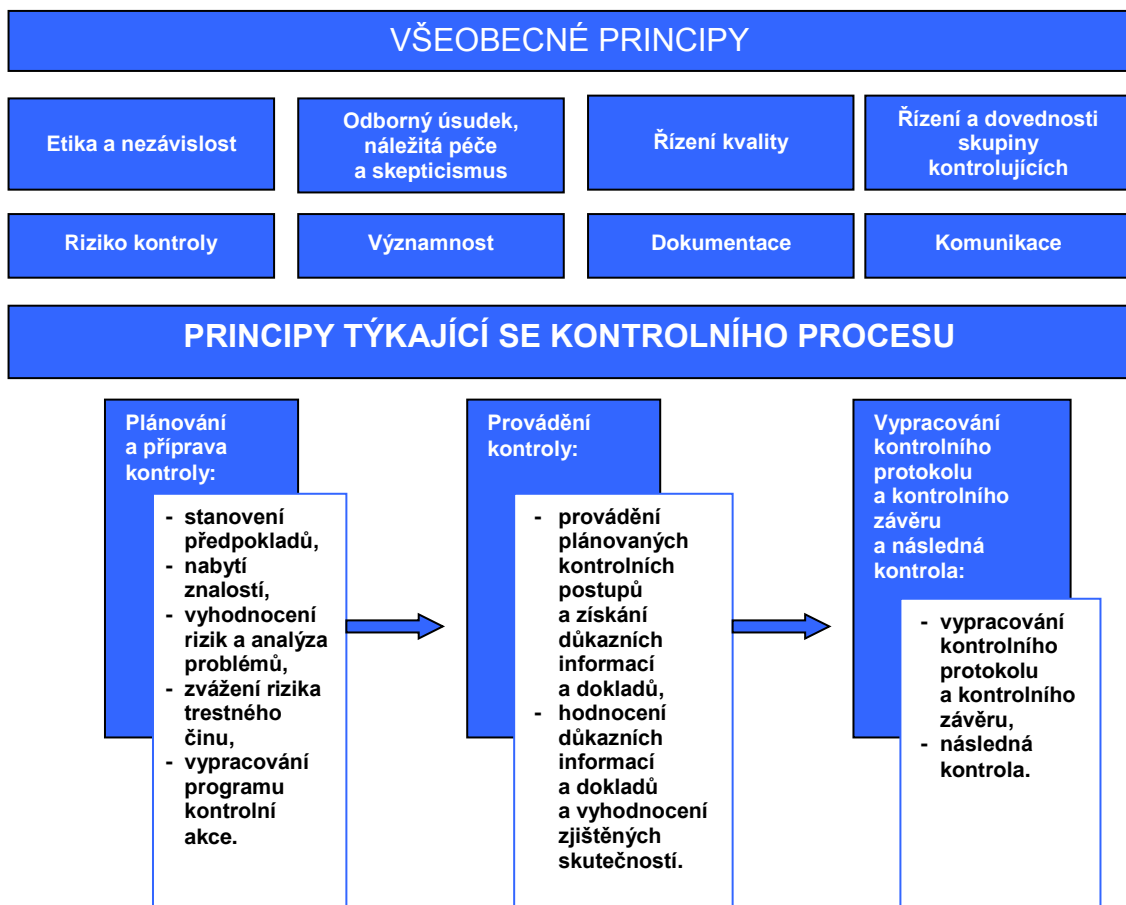 VŠEOBECNÉ PRINCIPY
Etika a nezávislost
Odborný úsudek,
náležitá péče
a skepticismus
Řízení kvality
Řízení a dovednosti
skupiny
kontrolujících
Riziko kontroly
Významnost
Dokumentace
Komunikace
PRINCIPY TÝKAJÍCÍ SE KONTROLNÍHO PROCESU
Plánování
a příprava
kontroly:
- stanovení
předpokladů,
- nabytí
znalostí,
- vyhodnocení
rizik a analýza
problémů,
- zvážení rizika
trestného
činu,
- vypracování
programu
kontrolní
akce.
Provádění
kontroly:
- provádění
plánovaných
kontrolních
postupů
a získání
důkazních
informací
a dokladů,
- hodnocení
důkazních
informací
a dokladů
a vyhodnocení
zjištěných
skutečností.
Vypracování
kontrolního
protokolu
a kontrolního
závěru
a následná
kontrola:
- vypracování
kontrolního
protokolu
a kontrolního
závěru,
- následná
kontrola.